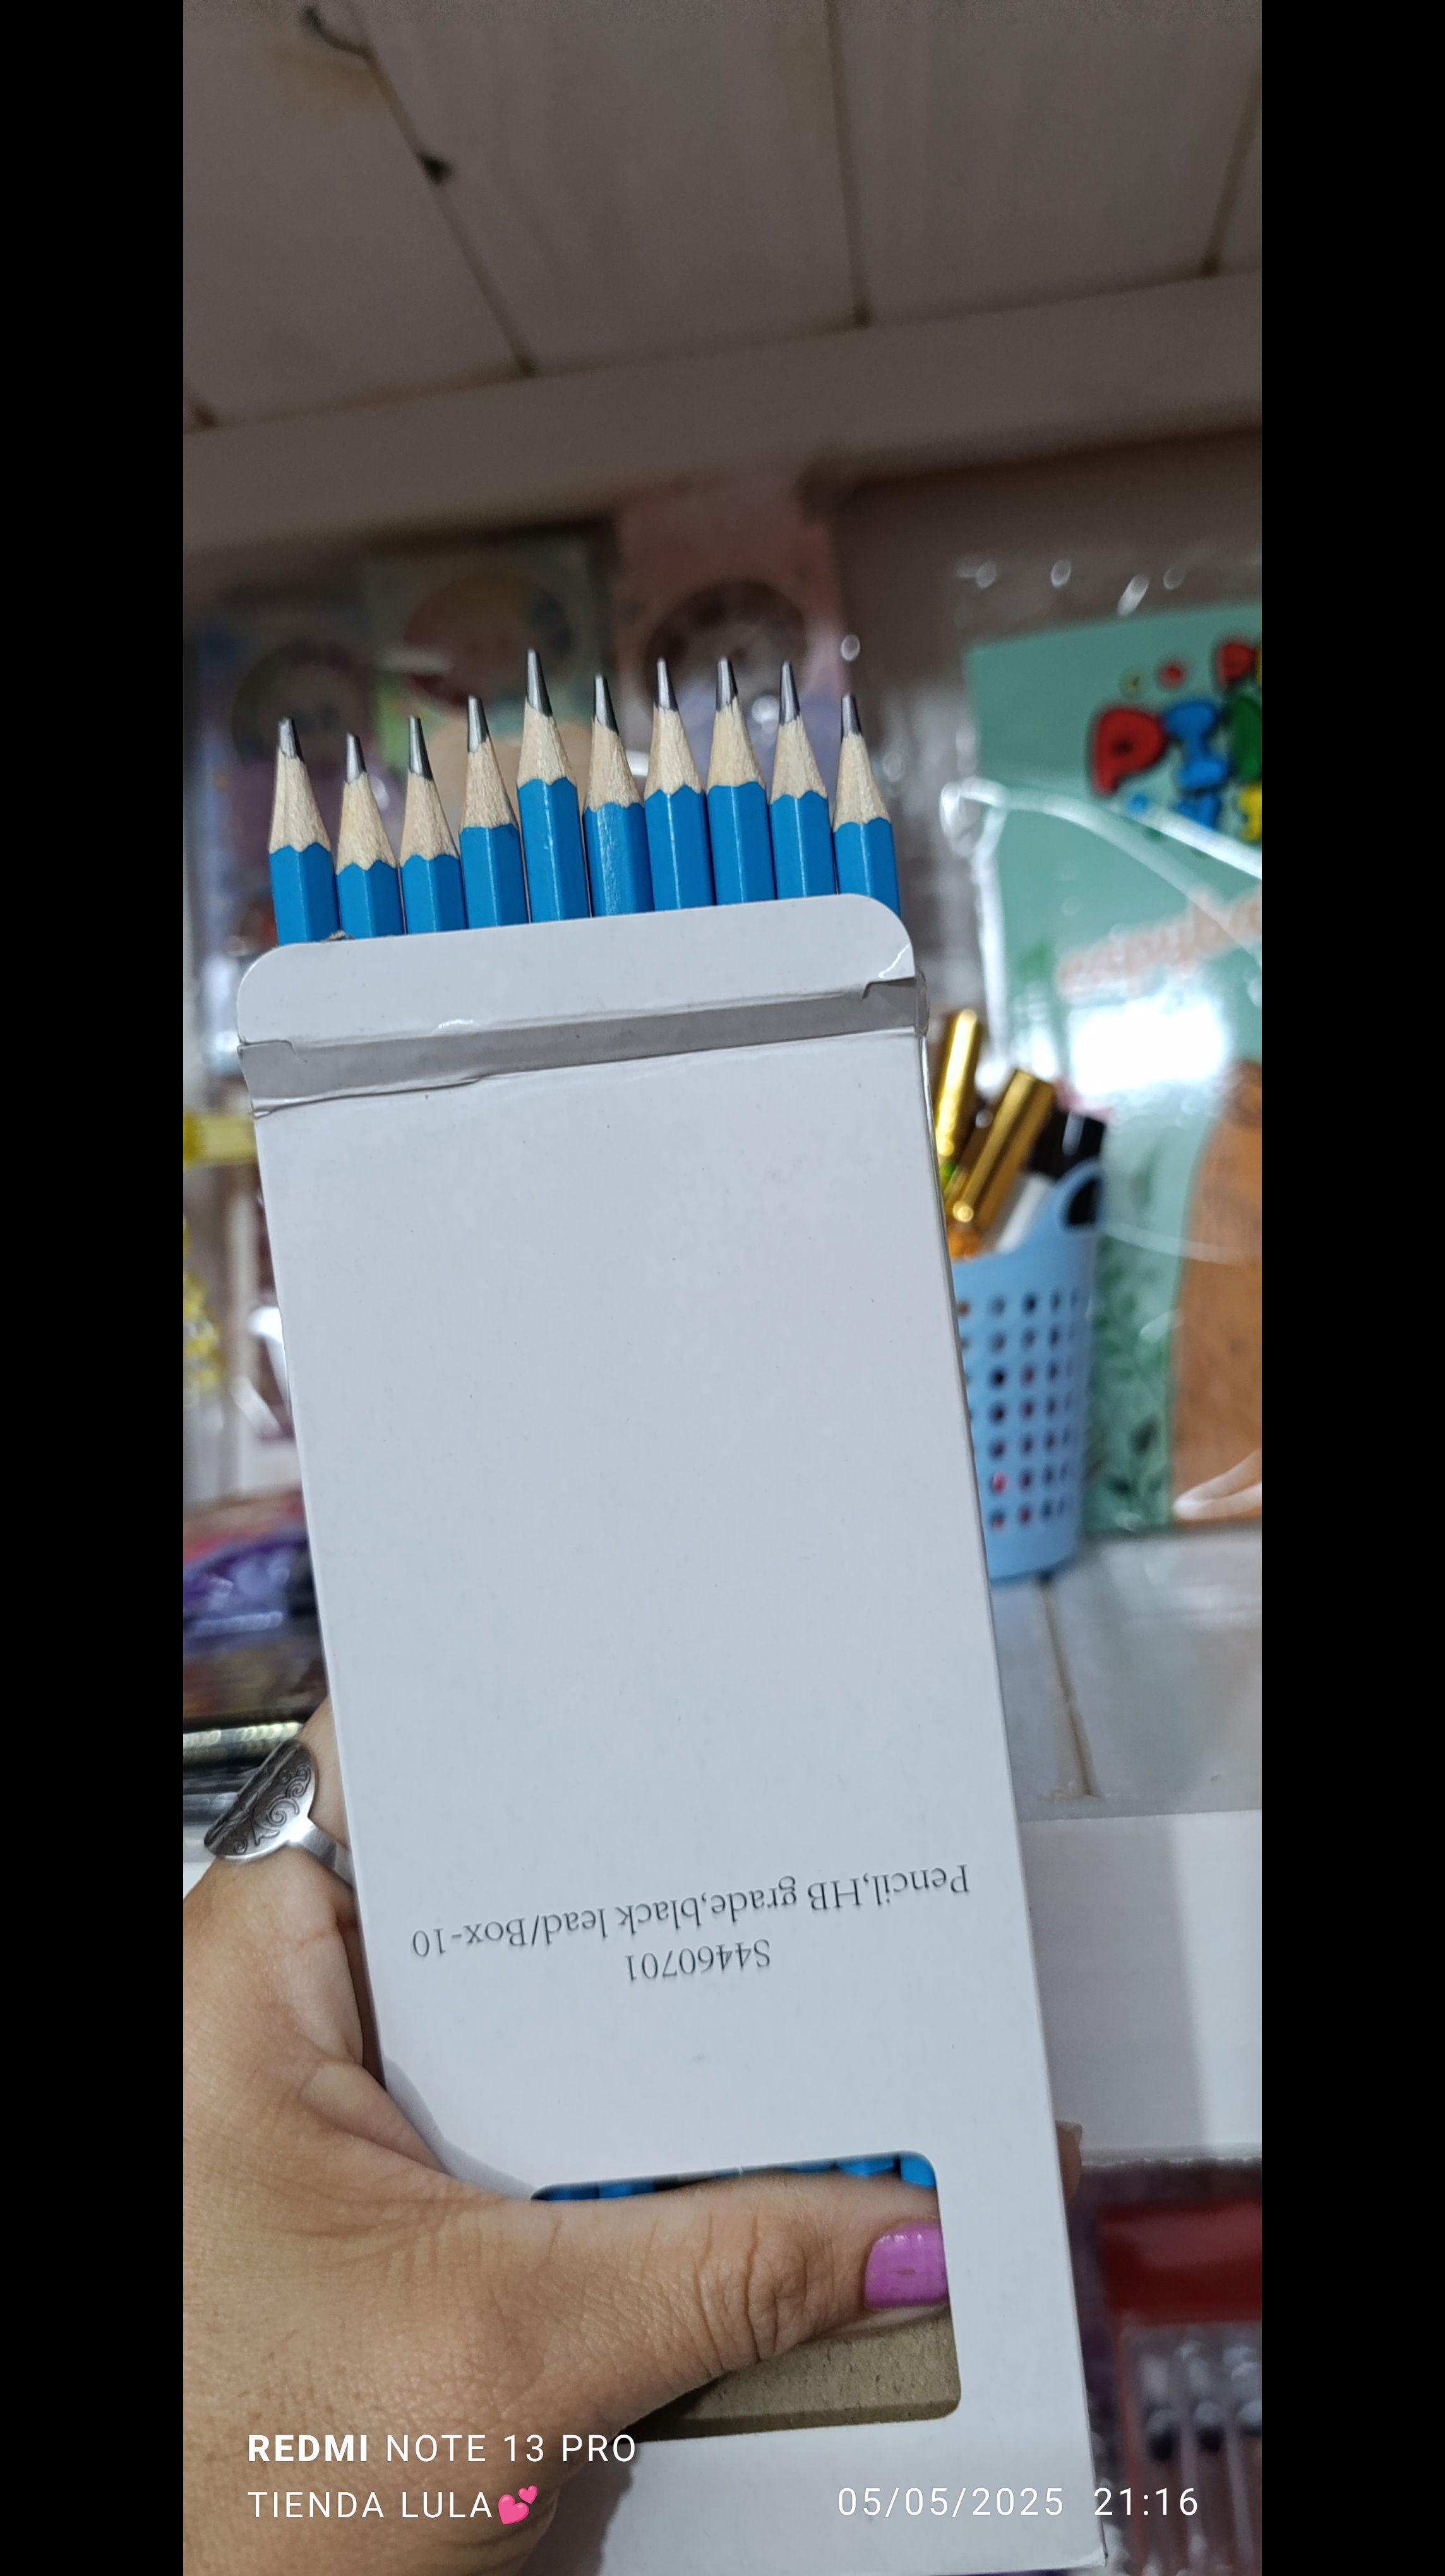 Pencil,HB grade,black lead/Box-10
S4460701
REDMI NOTE 13 PRO
TIENDA LULA💕
05/05/2025 21:16